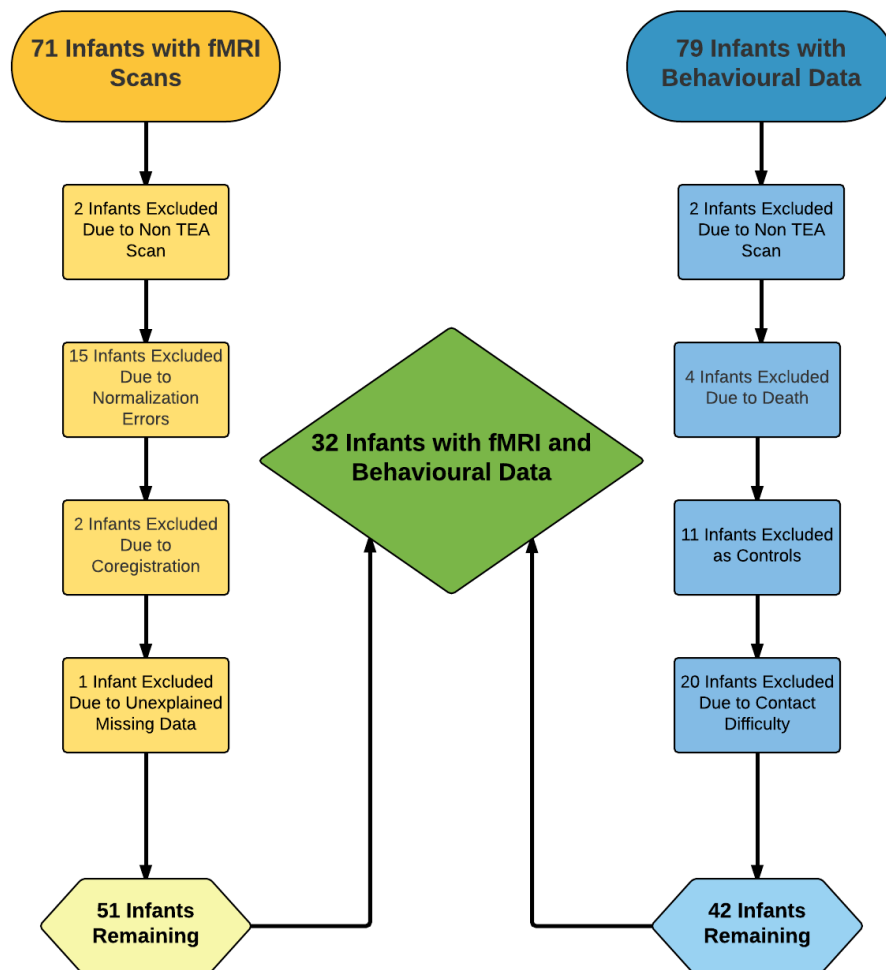 71 Infants with fMRI
Scans
2 Infants Excluded
Due to Non TEA
Scan
15 Infants Excluded
Due to
Normalization
Errors
2 Infants Excluded
Due to
Coregistration
1 Infant Excluded
Due to Unexplained
Missing Data
51 Infants
Remaining
32 Infants with fMRI and
Behavioural Data
79 Infants with
Behavioural Data
2 Infants Excluded
Due to Non TEA
Scan
4 Infants Excluded
Due to Death
11 Infants Excluded
as Controls
20 Infants Excluded
Due to Contact
Difficulty
42 Infants
Remaining